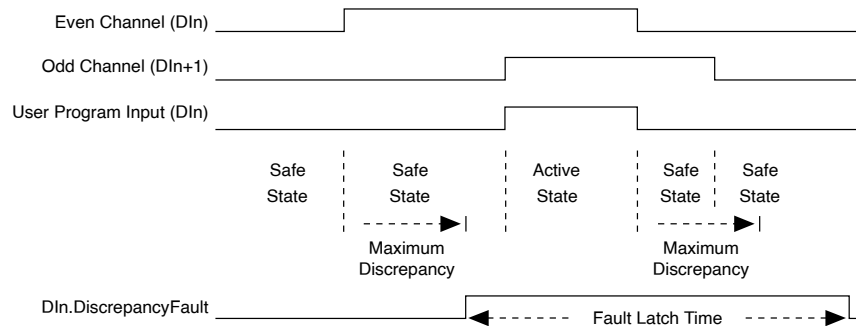 Even Channel (DIn)
Odd Channel (DIn+1)
User Program Input (DIn)
Safe State
Safe State
Active State
Safe State
Safe State
Maximum Discrepancy
Maximum Discrepancy
DIn.DiscrepancyFault
Fault Latch Time